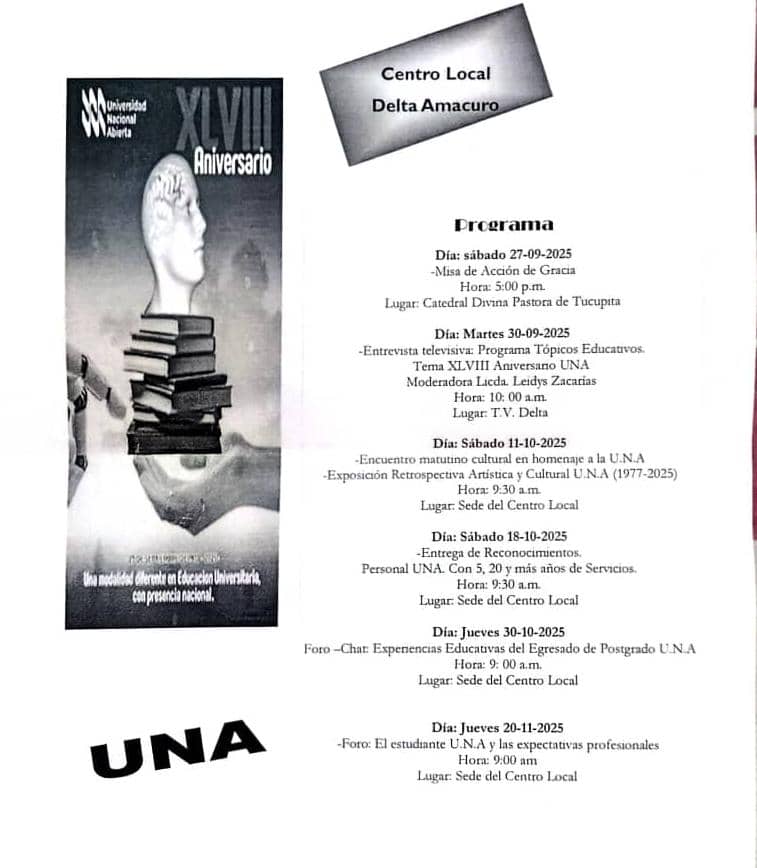 Centro Local
Delta Amacuro
Universidad
Nacional
Abierta
XLVIII
Aniversario
Una modalidad diferente en Educacion Universitaria,
con presencia nacional.
UNA
Programa
Día: sábado 27-09-2025
-Misa de Acción de Gracia
Hora: 5:00 p.m.
Lugar: Catedral Divina Pastora de Tucupita
Día: Martes 30-09-2025
-Entrevista televisiva: Programa Tópicos Educativos.
Tema XLVIII Aniversario UNA
Moderadora Licda. Leidys Zacarías
Hora: 10: 00 a.m.
Lugar: T.V. Delta
Día: Sábado 11-10-2025
-Encuentro matutino cultural en homenaje a la U.N.A
-Exposición Retrospectiva Artística y Cultural U.N.A (1977-2025)
Hora: 9:30 a.m.
Lugar: Sede del Centro Local
Día: Sábado 18-10-2025
-Entrega de Reconocimientos.
Personal UNA. Con 5, 20 y más años de Servicios.
Hora: 9:30 a.m.
Lugar: Sede del Centro Local
Día: Jueves 30-10-2025
Foro –Chat: Experiencias Educativas del Egresado de Postgrado U.N.A
Hora: 9: 00 a.m.
Lugar: Sede del Centro Local
Día: Jueves 20-11-2025
-Foro: El estudiante U.N.A y las expectativas profesionales
Hora: 9:00 am
Lugar: Sede del Centro Local